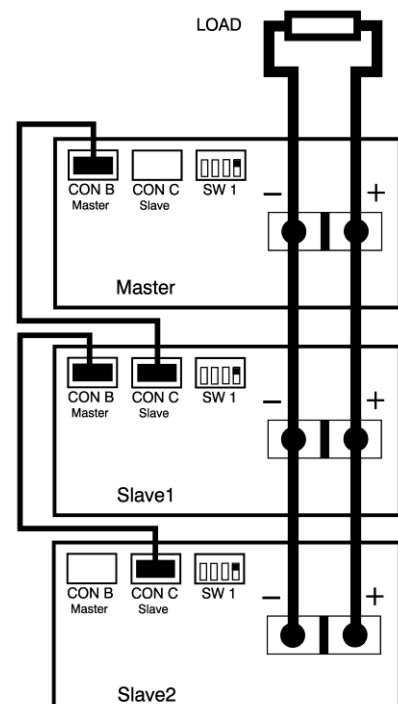 LOAD
CON B CON C SW 1
Master Slave
− +
Master
CON B CON C SW 1
Master Slave
− +
Slave1
CON B CON C SW 1
Master Slave
− +
Slave2